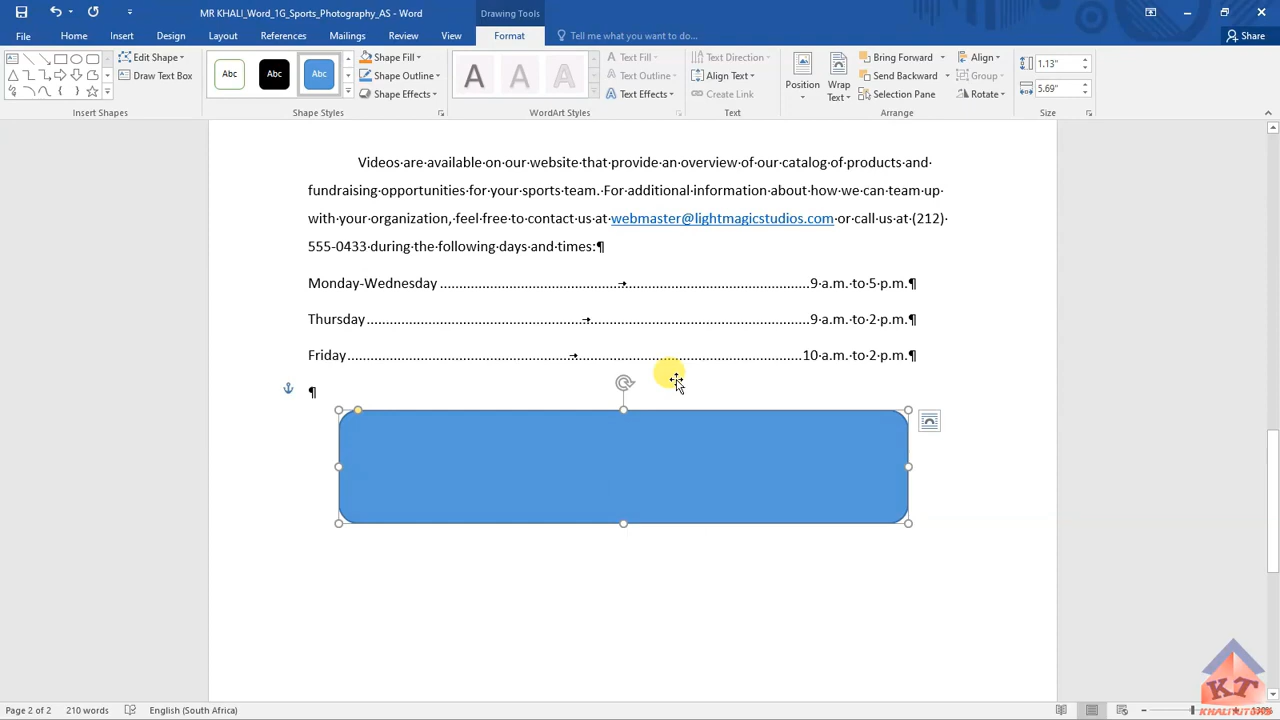 MR KHALI_Word_1G_Sports_Photography_AS - Word
Drawing Tools
File Home Insert Design Layout References Mailings Review View Format Tell me what you want to do... Share
Edit Shape
Draw Text Box
Insert Shapes
Abc Abc Abc
Shape Fill
Shape Outline
Shape Effects
Shape Styles
A A A
Text Fill
Text Outline
Text Effects
WordArt Styles
Text Direction
Align Text
Create Link
Text
Position
Wrap
Text
Bring Forward
Send Backward
Selection Pane
Align
Group
Rotate
Arrange
1.13"
5.69"
Size
Videos·are·available·on·our·website·that·provide·an·overview·of·our·catalog·of·products·and·
fundraising·opportunities·for·your·sports·team.·For·additional·information·about·how·we·can·team·up·
with·your·organization,·feel·free·to·contact·us·at·webmaster@lightmagicstudios.com·or·call·us·at·(212)·
555-0433·during·the·following·days·and·times:¶
Monday-Wednesday ........................................→........................................9·a.m.·to·5·p.m.¶
Thursday ................................................→................................................9·a.m.·to·2·p.m.¶
Friday ..................................................→..................................................10·a.m.·to·2·p.m.¶
¶
Page 2 of 2 210 words English (South Africa)
KT